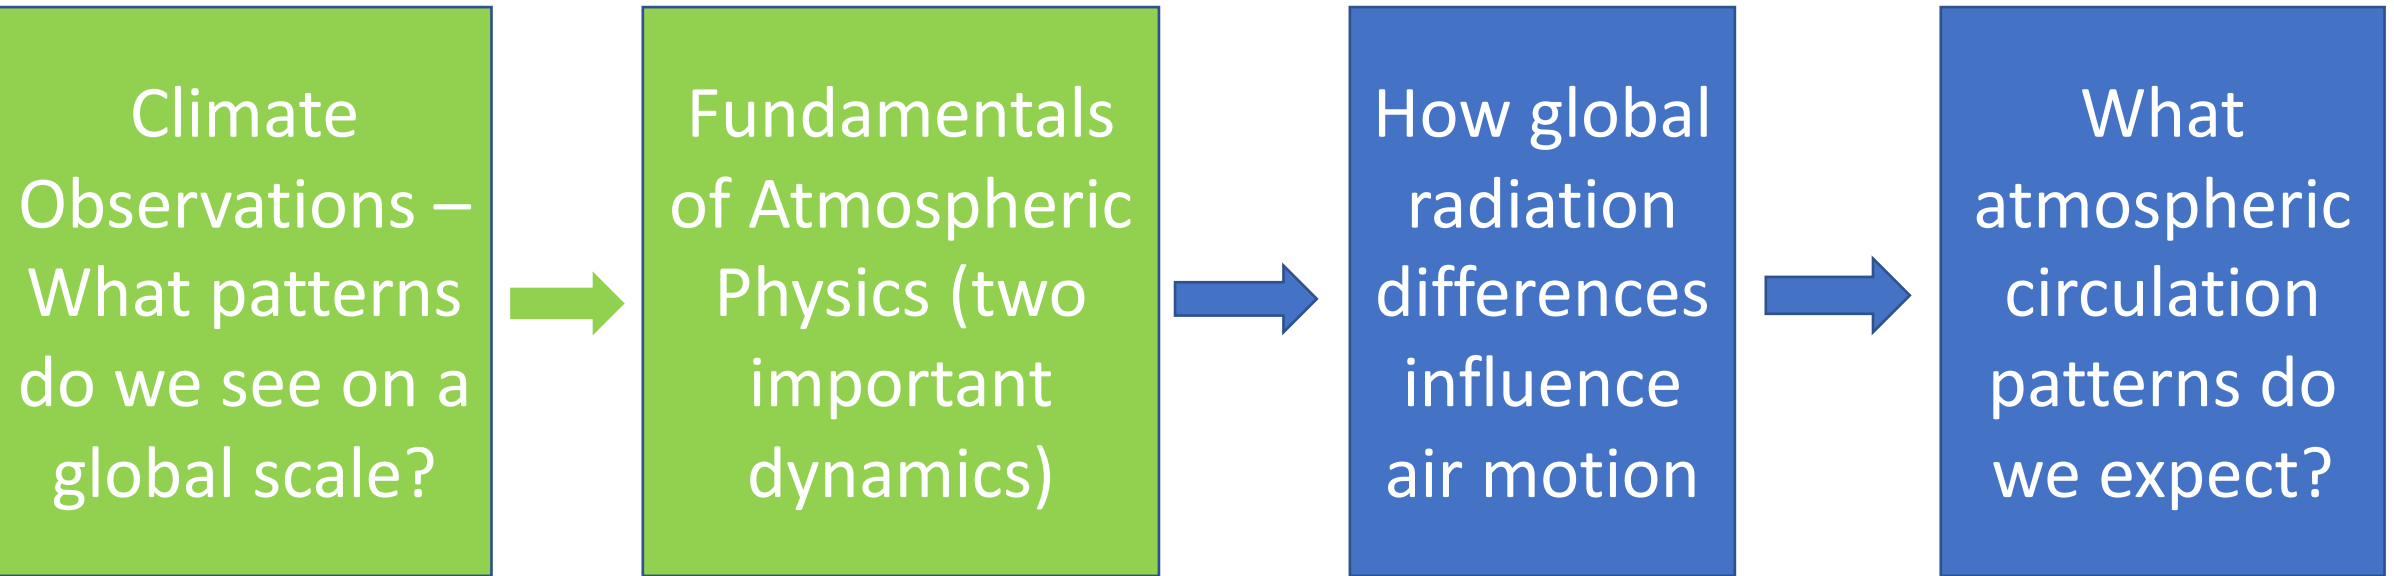 Climate
Observations –
What patterns
do we see on a
global scale?
Fundamentals
of Atmospheric
Physics (two
important
dynamics)
How global
radiation
differences
influence
air motion
What
atmospheric
circulation
patterns do
we expect?